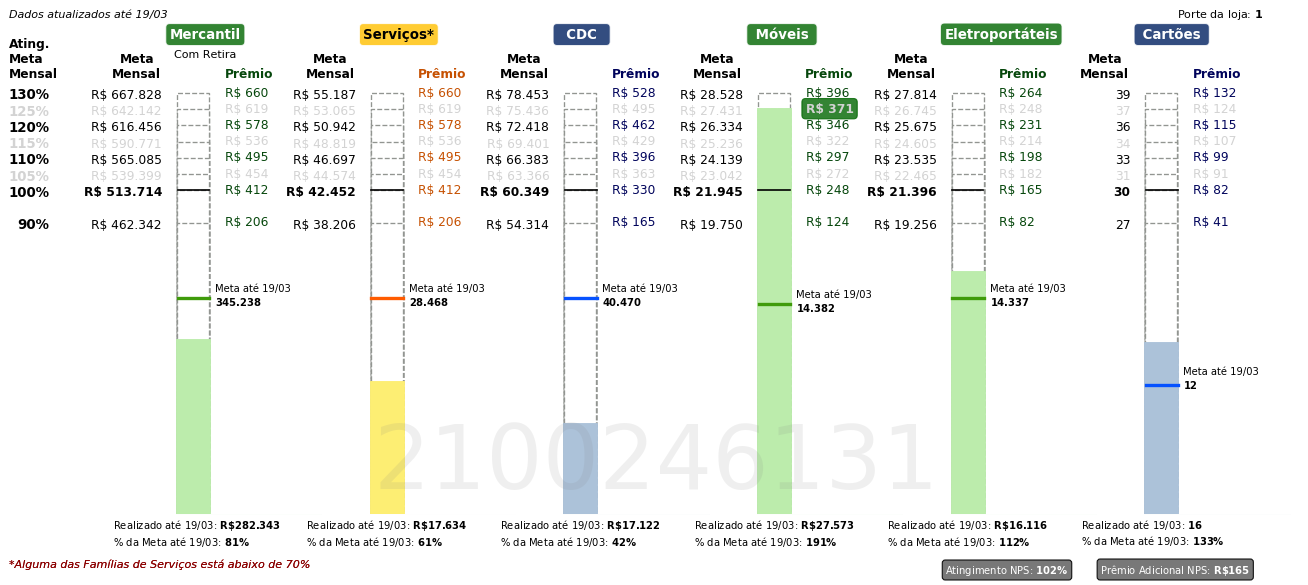 Dados atualizados até 19/03
Porte da loja: 1
Mercantil Serviços* CDC Móveis Eletroportáteis Cartões
Com Retira
Ating. Meta Mensal
Meta Mensal Prêmio Meta Mensal Prêmio Meta Mensal Prêmio Meta Mensal Prêmio Meta Mensal Prêmio Meta Mensal Prêmio
130% R$ 667.828 R$ 660 R$ 55.187 R$ 660 R$ 78.453 R$ 528 R$ 28.528 R$ 396 R$ 27.814 R$ 264 39 R$ 132
125% R$ 642.142 R$ 619 R$ 53.065 R$ 619 R$ 75.436 R$ 495 R$ 27.431 R$ 371 R$ 26.745 R$ 248 37 R$ 124
120% R$ 616.456 R$ 578 R$ 50.942 R$ 578 R$ 72.418 R$ 462 R$ 26.334 R$ 346 R$ 25.675 R$ 231 36 R$ 115
115% R$ 590.771 R$ 536 R$ 48.819 R$ 536 R$ 69.401 R$ 429 R$ 25.236 R$ 322 R$ 24.605 R$ 214 34 R$ 107
110% R$ 565.085 R$ 495 R$ 46.697 R$ 495 R$ 66.383 R$ 396 R$ 24.139 R$ 297 R$ 23.535 R$ 198 33 R$ 99
105% R$ 539.399 R$ 454 R$ 44.574 R$ 454 R$ 63.366 R$ 363 R$ 23.042 R$ 272 R$ 22.465 R$ 182 31 R$ 91
100% R$ 513.714 R$ 412 R$ 42.452 R$ 412 R$ 60.349 R$ 330 R$ 21.945 R$ 248 R$ 21.396 R$ 165 30 R$ 82
90% R$ 462.342 R$ 206 R$ 38.206 R$ 206 R$ 54.314 R$ 165 R$ 19.750 R$ 124 R$ 19.256 R$ 82 27 R$ 41
Meta até 19/03 Meta até 19/03 Meta até 19/03 Meta até 19/03 Meta até 19/03
345.238 28.468 40.470 14.382 14.337
Meta até 19/03
12
2100246131
Realizado até 19/03: R$282.343 Realizado até 19/03: R$17.634 Realizado até 19/03: R$17.122 Realizado até 19/03: R$27.573 Realizado até 19/03: R$16.116 Realizado até 19/03: 16
% da Meta até 19/03: 81% % da Meta até 19/03: 61% % da Meta até 19/03: 42% % da Meta até 19/03: 191% % da Meta até 19/03: 112% % da Meta até 19/03: 133%
*Alguma das Famílias de Serviços está abaixo de 70%
Atingimento NPS: 102% Prêmio Adicional NPS: R$165